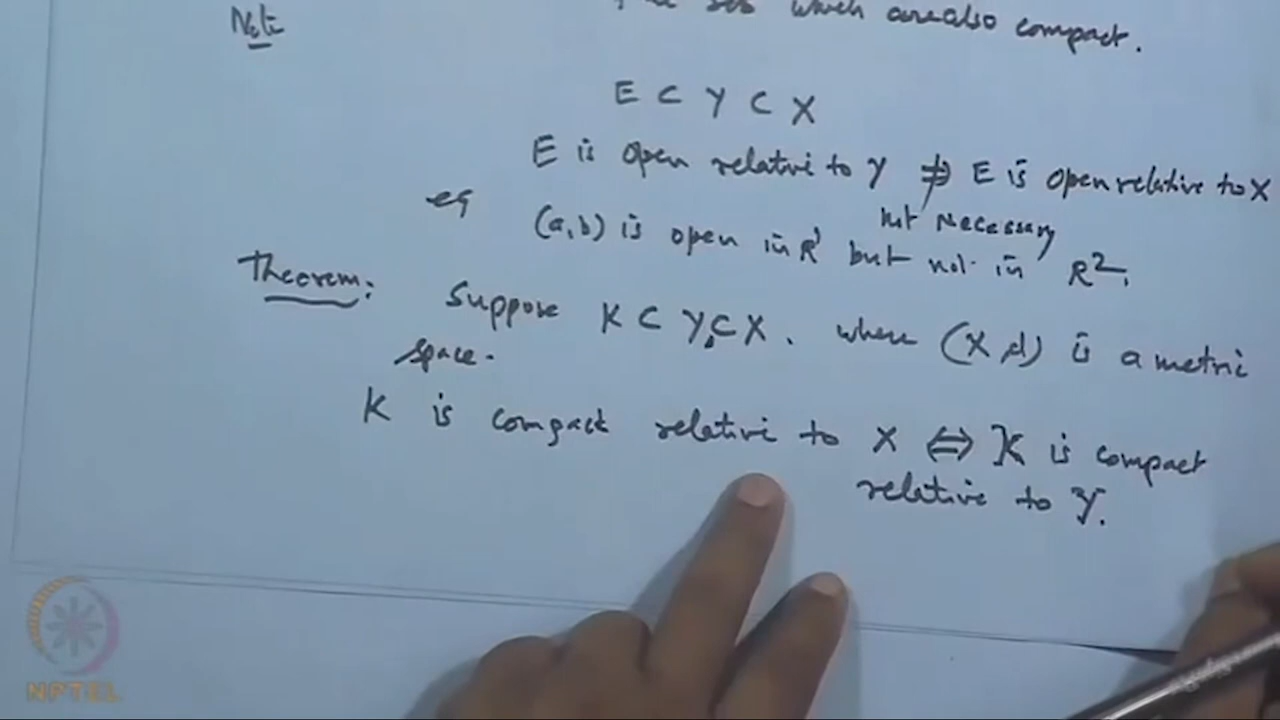 sets which are also compact.
Note
E ⊂ Y ⊂ X
E is open relative to Y ⇏ E is open relative to X
not necessary
eg (a,b) is open in R¹ but not in R².
Theorem: Suppose K ⊂ Y ⊂ X. where (X,d) is a metric
space.
K is compact relative to X ⇔ K is compact
relative to Y.
NPTEL